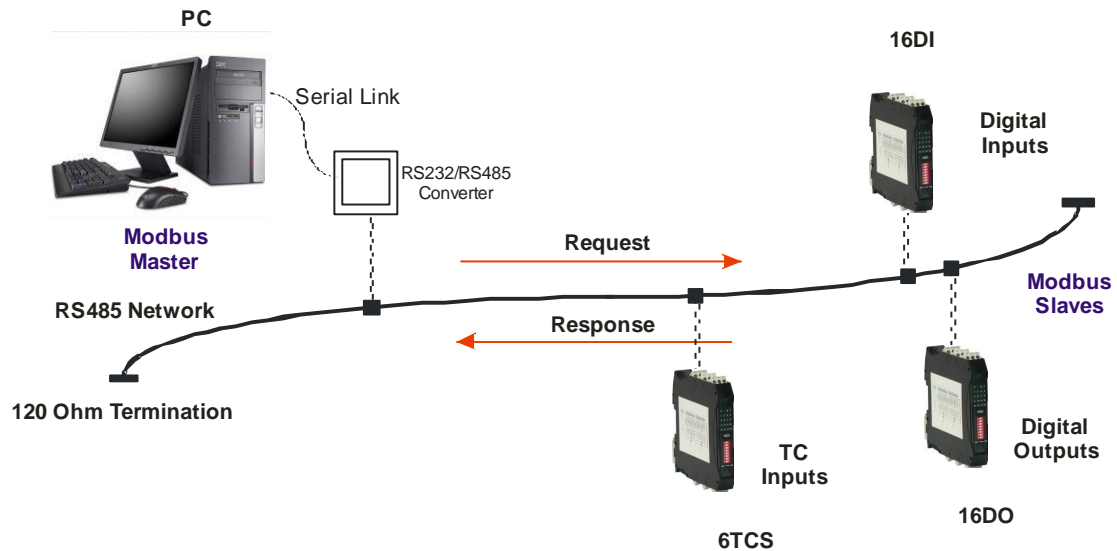 PC
16DI
Serial Link
Digital
Inputs
RS232/RS485
Converter
Modbus
Master
Request
RS485 Network
Modbus
Slaves
Response
120 Ohm Termination
TC
Inputs
Digital
Outputs
16DO
6TCS